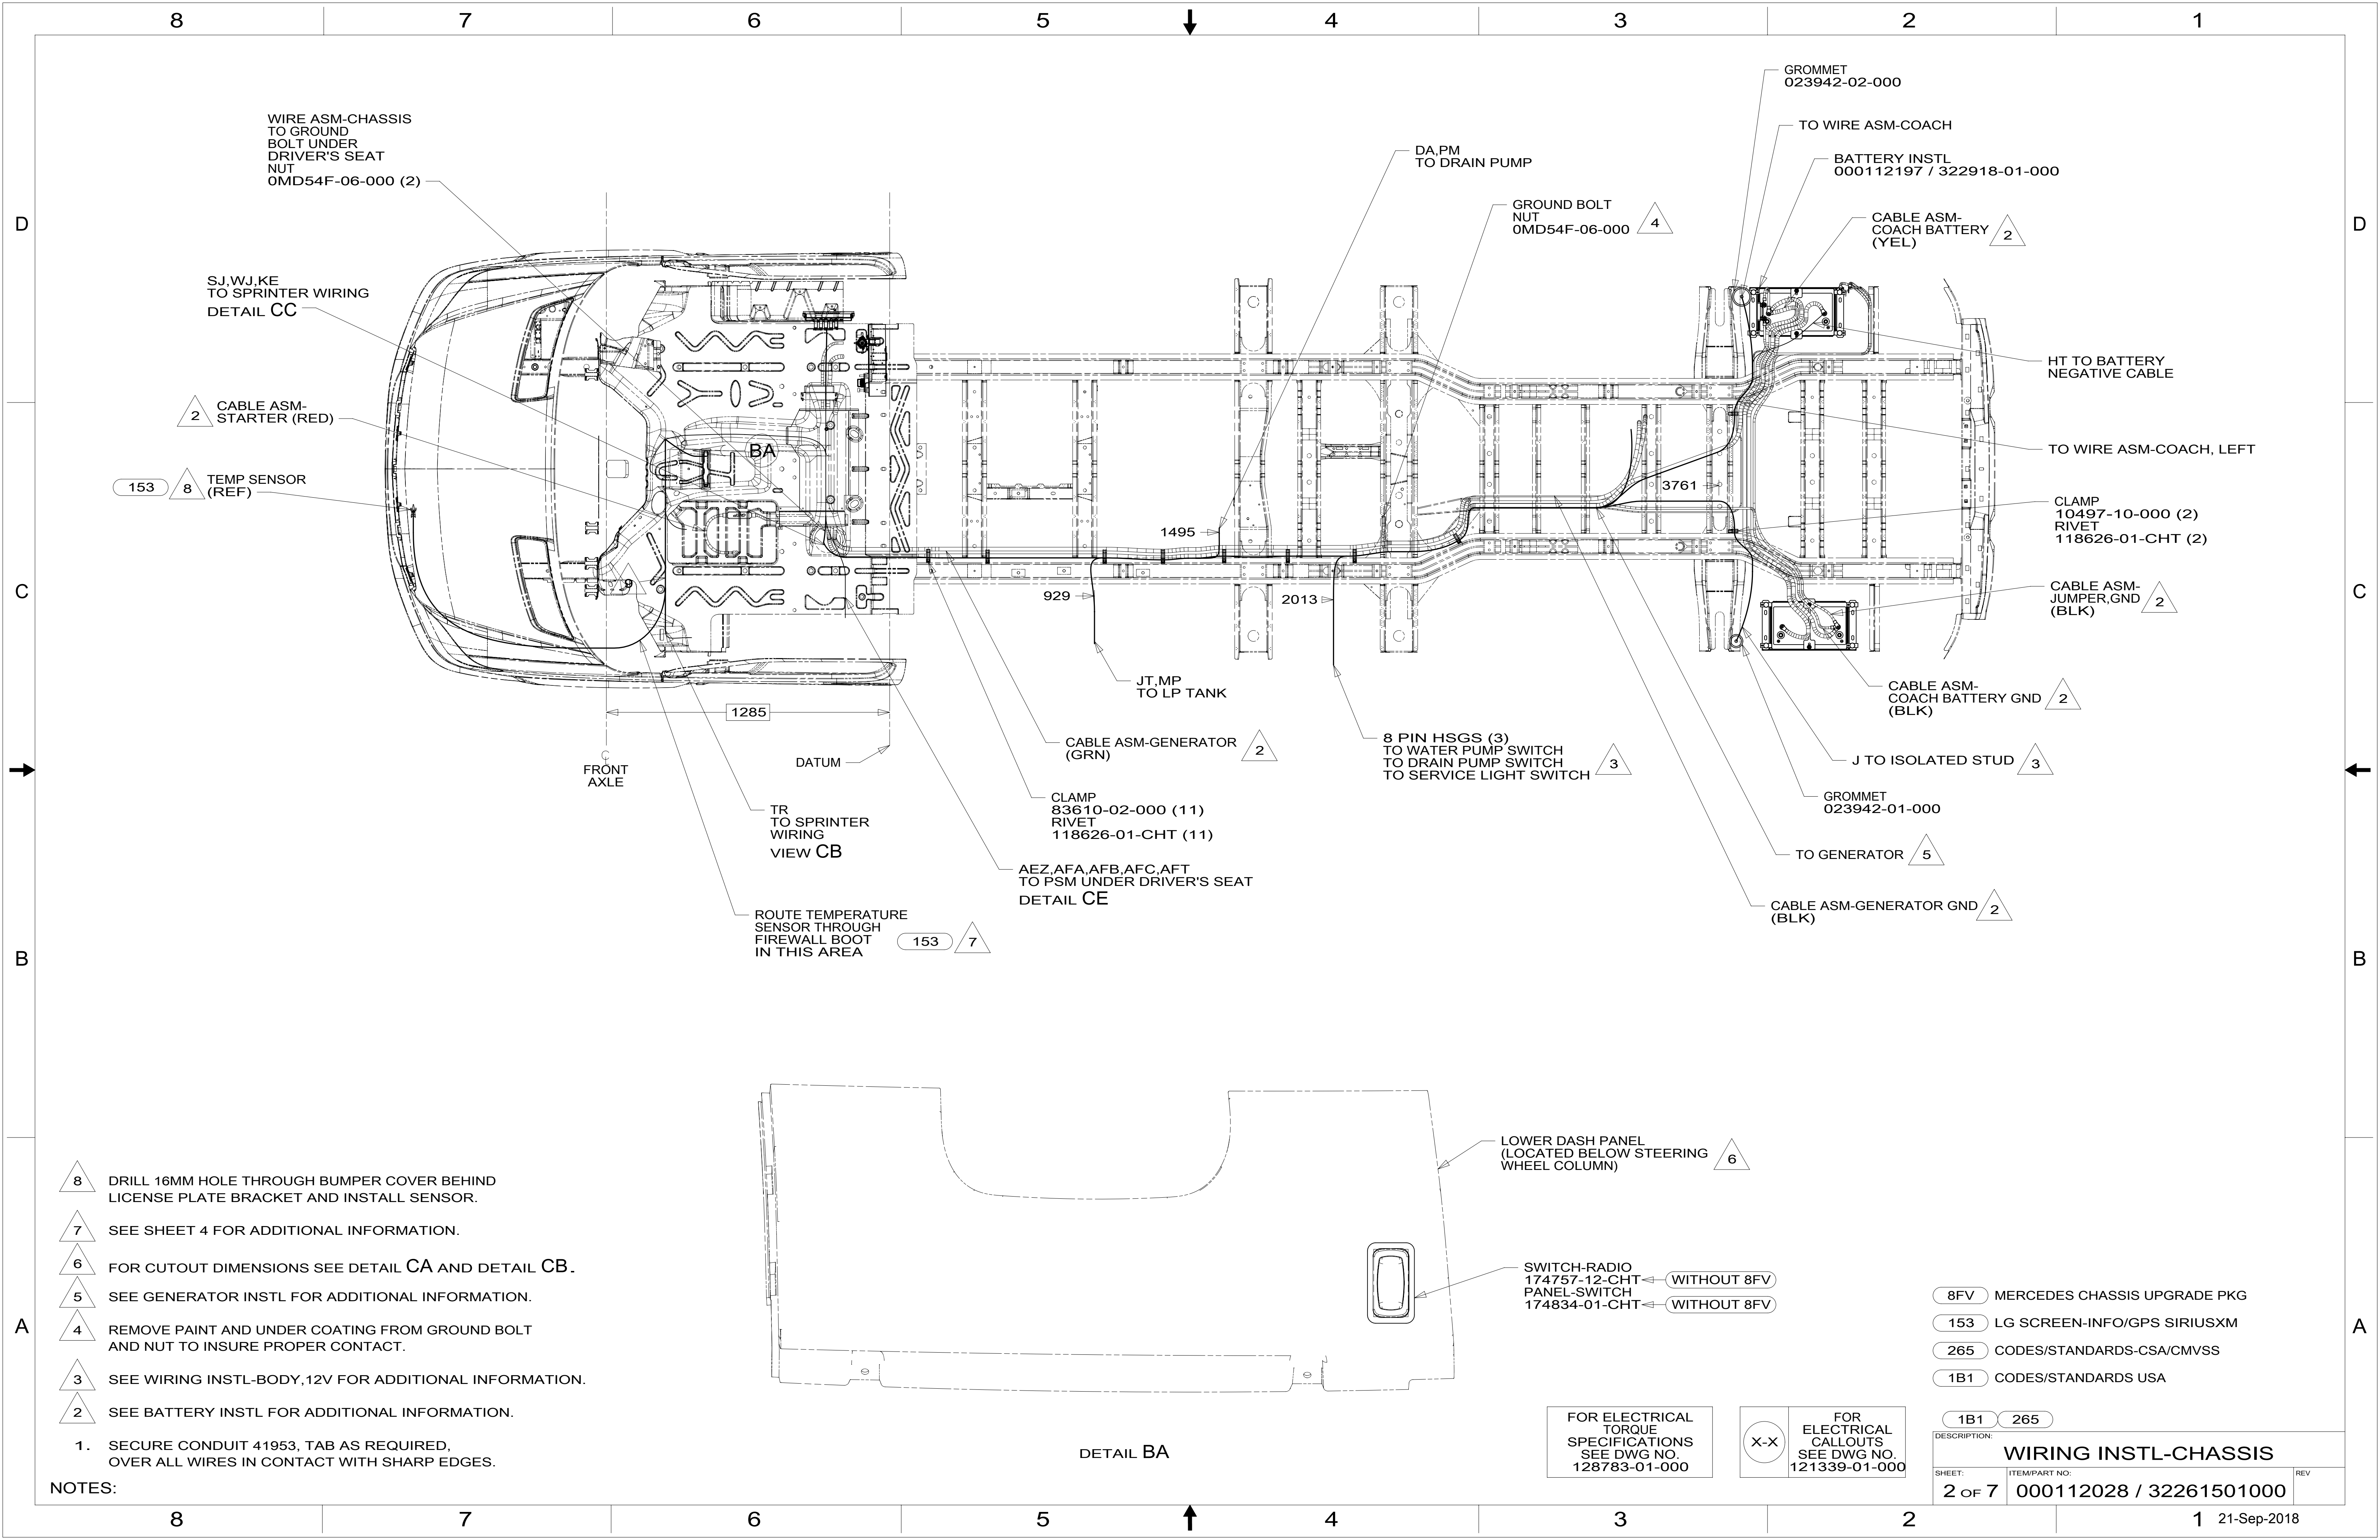 8 7 6 5 4 3 2 1
D
C
B
A
D
C
B
A
WIRE ASM-CHASSIS
TO GROUND
BOLT UNDER
DRIVER'S SEAT
NUT
0MD54F-06-000 (2)
SJ,WJ,KE
TO SPRINTER WIRING
DETAIL CC
2
CABLE ASM-
STARTER (RED)
153
8
TEMP SENSOR
(REF)
BA
9
1285
FRONT
AXLE
DATUM
TR
TO SPRINTER
WIRING
VIEW CB
ROUTE TEMPERATURE
SENSOR THROUGH
FIREWALL BOOT
IN THIS AREA
153
7
DA,PM
TO DRAIN PUMP
GROUND BOLT
NUT
0MD54F-06-000
4
1495
929
2013
3761
JT,MP
TO LP TANK
CABLE ASM-GENERATOR
(GRN)
2
CLAMP
83610-02-000 (11)
RIVET
118626-01-CHT (11)
AEZ,AFA,AFB,AFC,AFT
TO PSM UNDER DRIVER'S SEAT
DETAIL CE
8 PIN HSGS (3)
TO WATER PUMP SWITCH
TO DRAIN PUMP SWITCH
TO SERVICE LIGHT SWITCH
3
GROMMET
023942-02-000
TO WIRE ASM-COACH
BATTERY INSTL
000112197 / 322918-01-000
CABLE ASM-
COACH BATTERY
(YEL)
2
HT TO BATTERY
NEGATIVE CABLE
TO WIRE ASM-COACH, LEFT
CLAMP
10497-10-000 (2)
RIVET
118626-01-CHT (2)
CABLE ASM-
JUMPER,GND
(BLK)
2
CABLE ASM-
COACH BATTERY GND
(BLK)
2
J TO ISOLATED STUD
3
GROMMET
023942-01-000
TO GENERATOR
5
CABLE ASM-GENERATOR GND
(BLK)
2
LOWER DASH PANEL
(LOCATED BELOW STEERING
WHEEL COLUMN)
6
SWITCH-RADIO
174757-12-CHT WITHOUT 8FV
PANEL-SWITCH
174834-01-CHT WITHOUT 8FV
DETAIL BA
8 DRILL 16MM HOLE THROUGH BUMPER COVER BEHIND
LICENSE PLATE BRACKET AND INSTALL SENSOR.
7 SEE SHEET 4 FOR ADDITIONAL INFORMATION.
6 FOR CUTOUT DIMENSIONS SEE DETAIL CA AND DETAIL CB.
5 SEE GENERATOR INSTL FOR ADDITIONAL INFORMATION.
4 REMOVE PAINT AND UNDER COATING FROM GROUND BOLT
AND NUT TO INSURE PROPER CONTACT.
3 SEE WIRING INSTL-BODY,12V FOR ADDITIONAL INFORMATION.
2 SEE BATTERY INSTL FOR ADDITIONAL INFORMATION.
1. SECURE CONDUIT 41953, TAB AS REQUIRED,
OVER ALL WIRES IN CONTACT WITH SHARP EDGES.
NOTES:
FOR ELECTRICAL
TORQUE
SPECIFICATIONS
SEE DWG NO.
128783-01-000
X-X
FOR
ELECTRICAL
CALLOUTS
SEE DWG NO.
121339-01-000
8FV MERCEDES CHASSIS UPGRADE PKG
153 LG SCREEN-INFO/GPS SIRIUSXM
265 CODES/STANDARDS-CSA/CMVSS
1B1 CODES/STANDARDS USA
1B1 265
DESCRIPTION:
WIRING INSTL-CHASSIS
SHEET:
2 OF 7
ITEM/PART NO:
000112028 / 32261501000
REV
8 7 6 5 4 3 2 1
21-Sep-2018